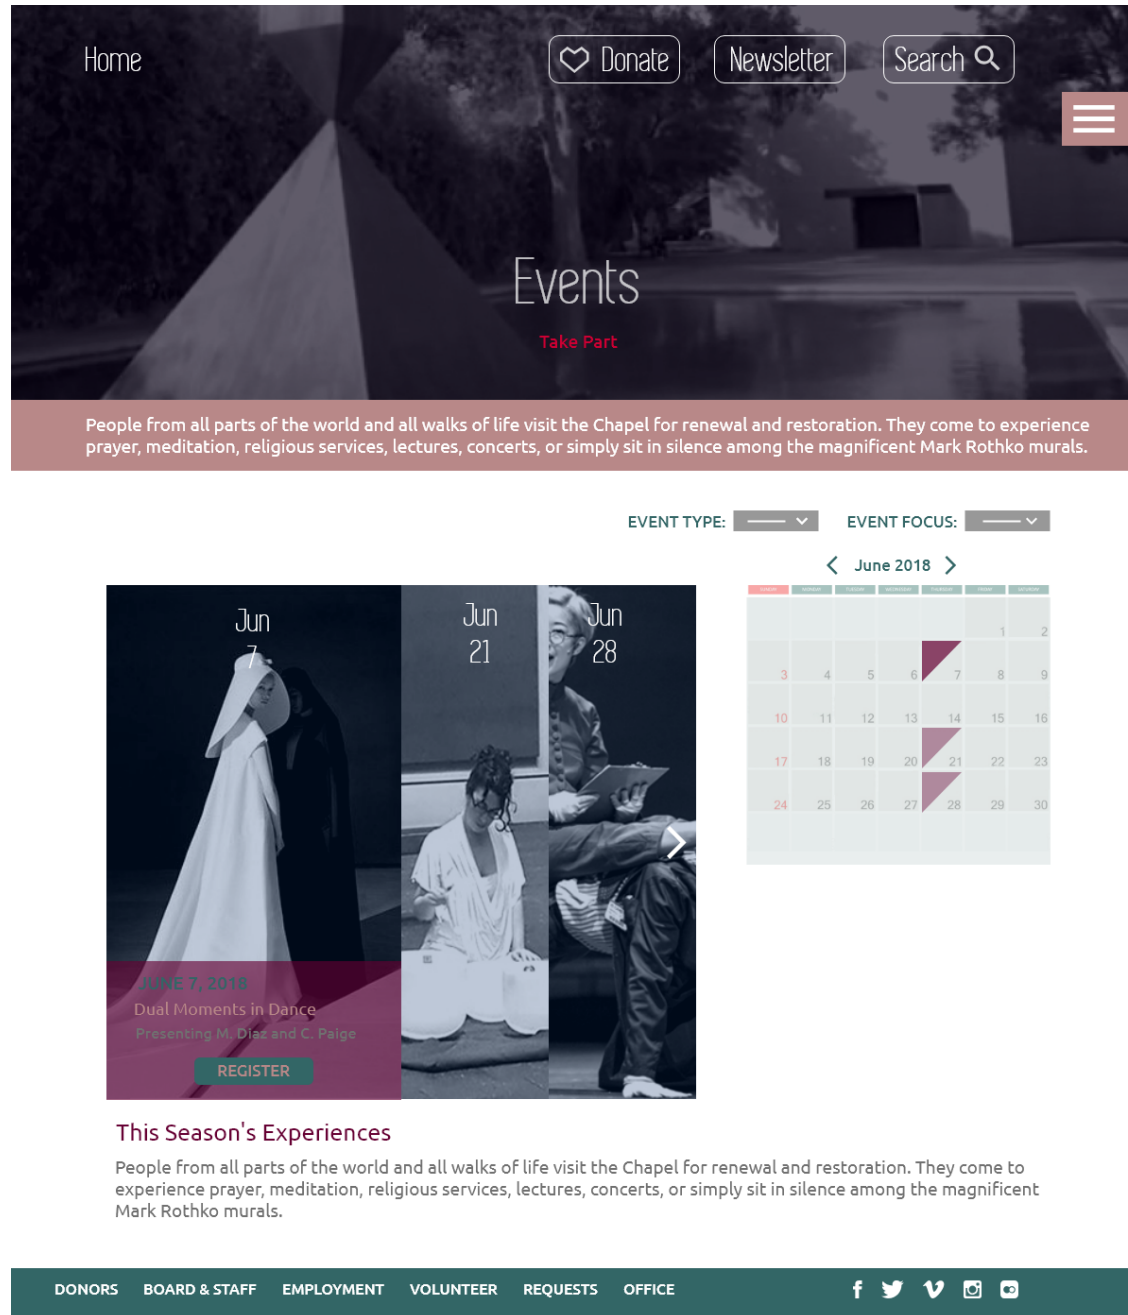 Home
Donate
Newsletter
Search
Events
Take Part
People from all parts of the world and all walks of life visit the Chapel for renewal and restoration. They come to experience
prayer, meditation, religious services, lectures, concerts, or simply sit in silence among the magnificent Mark Rothko murals.
EVENT TYPE:
EVENT FOCUS:
June 2018
1 2
3 4 5 6 7 8 9
10 11 12 13 14 15 16
17 18 19 20 21 22 23
24 25 26 27 28 29 30
Jun
7
Jun
21
Jun
28
JUNE 7, 2018
Dual Moments in Dance
Presenting M. Diaz and C. Paige
REGISTER
This Season's Experiences
People from all parts of the world and all walks of life visit the Chapel for renewal and restoration. They come to
experience prayer, meditation, religious services, lectures, concerts, or simply sit in silence among the magnificent
Mark Rothko murals.
DONORS
BOARD & STAFF
EMPLOYMENT
VOLUNTEER
REQUESTS
OFFICE